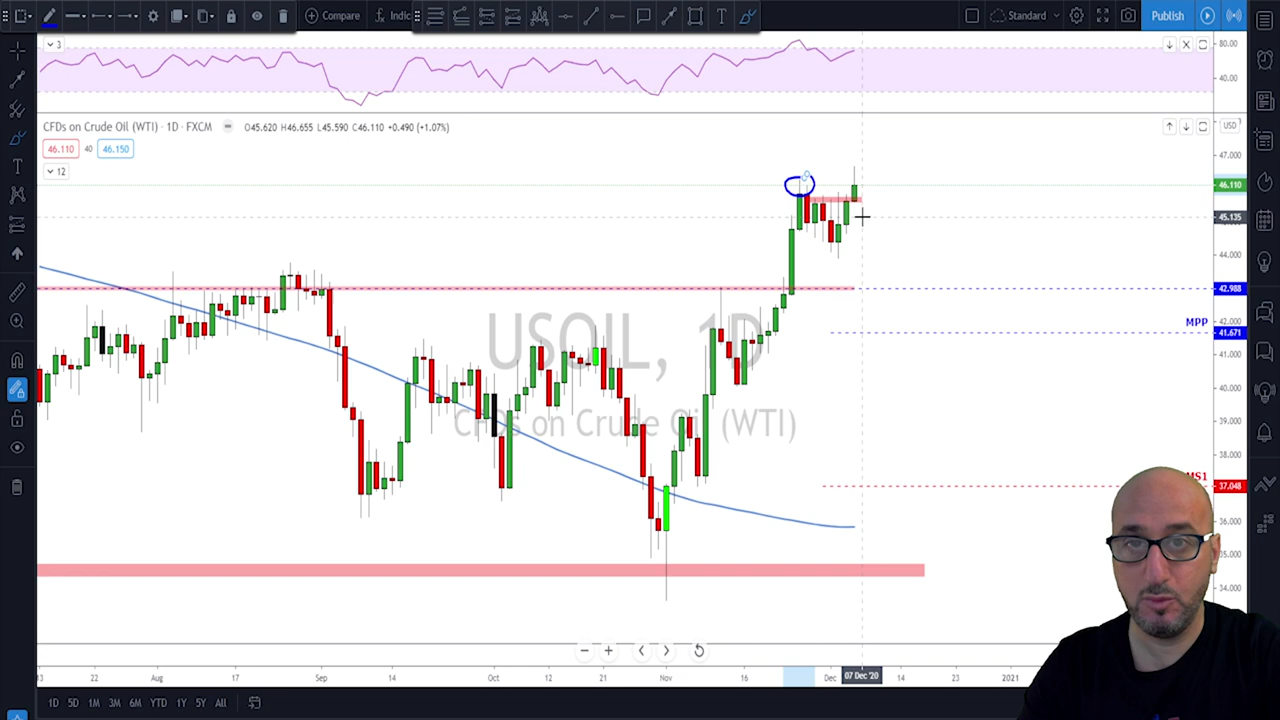 Compare
Indic
Standard
Publish
3
80.00
40.00
CFDs on Crude Oil (WTI) · 1D · FXCM O45.620 H46.655 L45.590 C46.110 +0.490 (+1.07%)
USD
46.110 40 46.150
12
47.000
46.110
45.135
44.000
42.988
42.000
MPP
41.671
41.000
40.000
39.000
38.000
MS1
37.048
36.000
35.000
34.000
USOIL, 1D
CFDs on Crude Oil (WTI)
13 22 Aug 17 Sep 14 Oct 12 21 Nov 16 Dec 07 Dec '20 14 23 2021
1D 5D 1M 3M 6M YTD 1Y 5Y All